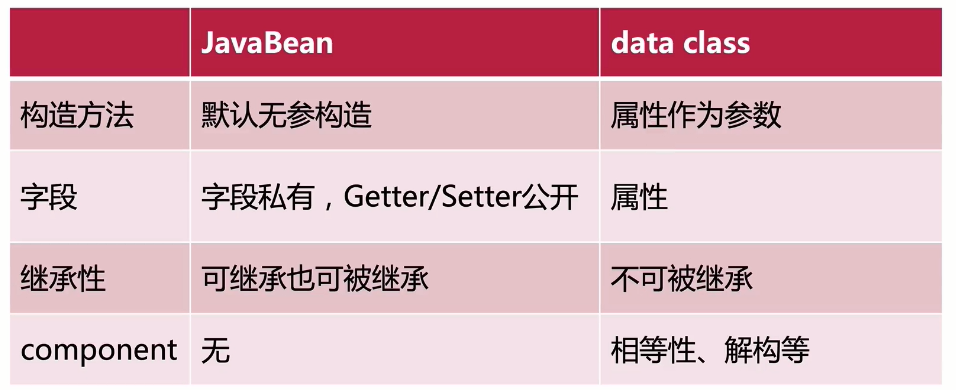 JavaBean data class
构造方法 默认无参构造 属性作为参数
字段 字段私有，Getter/Setter公开 属性
继承性 可继承也可被继承 不可被继承
component 无 相等性、解构等